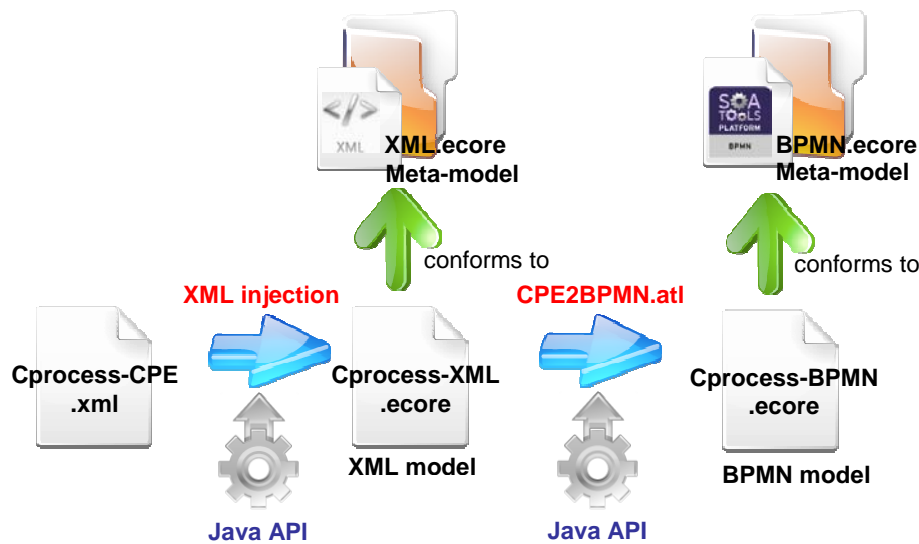 </>
XML
XML.ecore
Meta-model
SOA
TOOLS
PLATFORM
BPMN
BPMN.ecore
Meta-model
conforms to
conforms to
XML injection
CPE2BPMN.atl
Cprocess-CPE
.xml
Cprocess-XML
.ecore
Cprocess-BPMN
.ecore
XML model
BPMN model
Java API
Java API